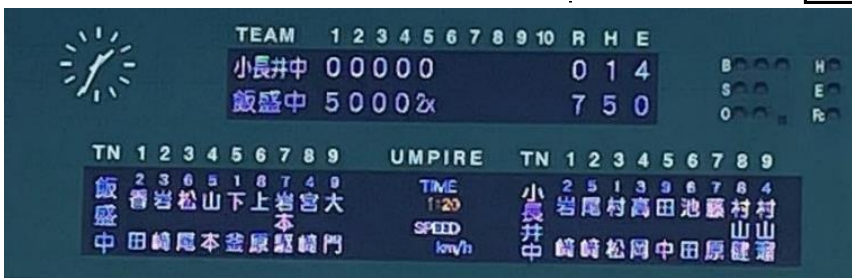 TEAM 1 2 3 4 5 6 7 8 9 10 R H E
小長井中 0 0 0 0 0 0 1 4
飯盛中 5 0 0 0 2x 7 5 0
B H
S E
O Fc
TN 1 2 3 4 5 6 7 8 9 UMPIRE TN 1 2 3 4 5 6 7 8 9
飯盛中 2 3 6 5 1 8 7 4 9
香田 岩崎 松尾 山本 下釜 上原 岩本 宮崎 大門
TIME
1:20
SPEED
km/h
小長井中 2 5 1 3 9 6 7 8 4
岩崎 尾崎 村松 高岡 田中 池田 藤原 村山健 村山